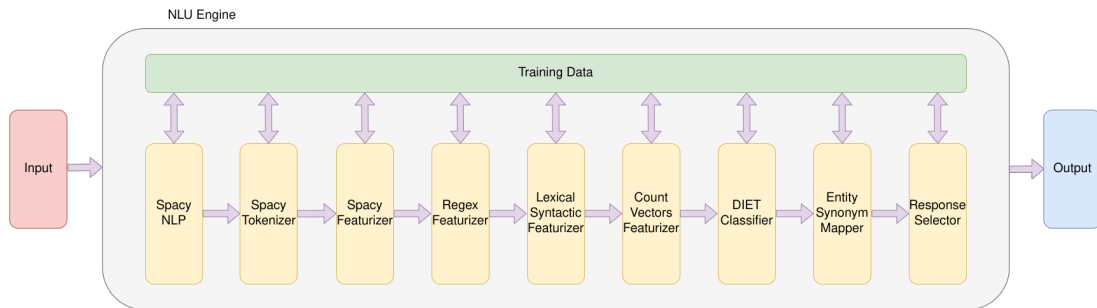 NLU Engine
Training Data
Input
Spacy
NLP
Spacy
Tokenizer
Spacy
Featurizer
Regex
Featurizer
Lexical
Syntactic
Featurizer
Count
Vectors
Featurizer
DIET
Classifier
Entity
Synonym
Mapper
Response
Selector
Output